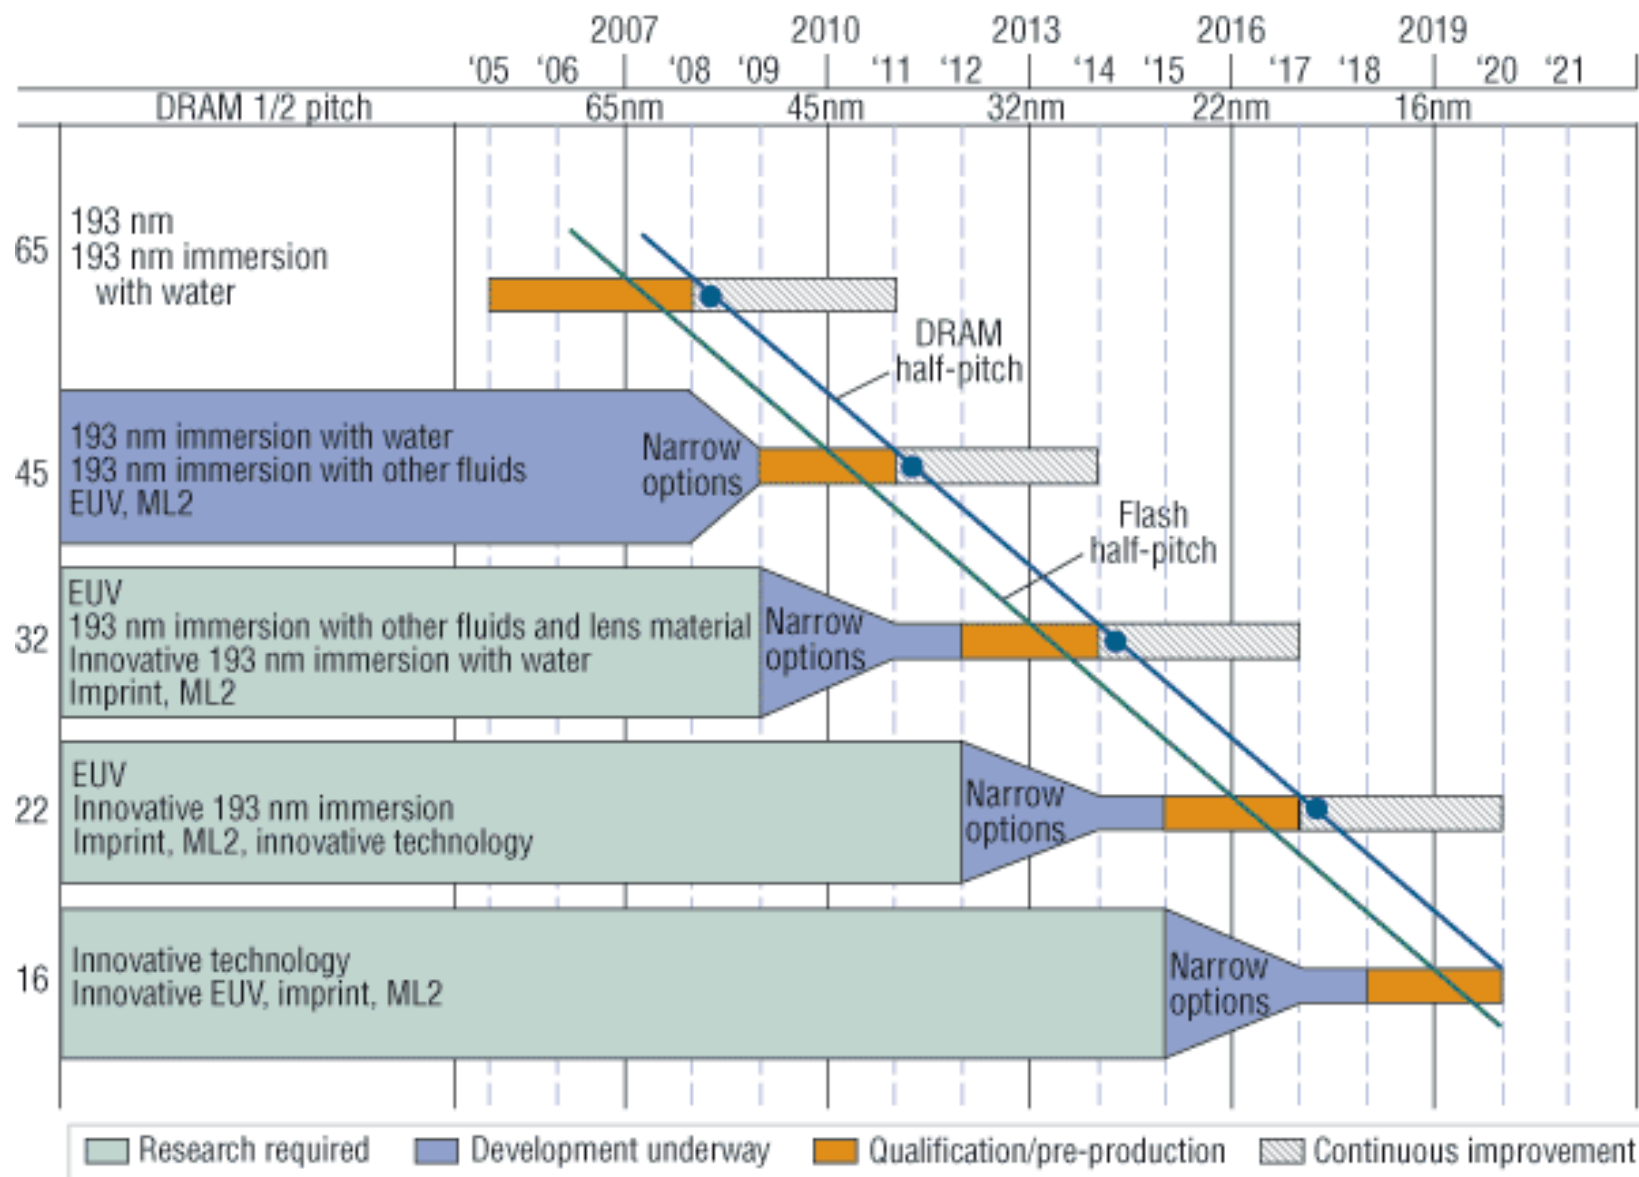 2007 2010 2013 2016 2019
‘05 ‘06 ‘08 ‘09 ‘11 ‘12 ‘14 ‘15 ‘17 ‘18 ‘20 ‘21
DRAM 1/2 pitch 65nm 45nm 32nm 22nm 16nm
65
193 nm
193 nm immersion
with water
DRAM
half-pitch
45
193 nm immersion with water
193 nm immersion with other fluids
EUV, ML2
Narrow
options
Flash
half-pitch
32
EUV
193 nm immersion with other fluids and lens material
Innovative 193 nm immersion with water
Imprint, ML2
Narrow
options
22
EUV
Innovative 193 nm immersion
Imprint, ML2, innovative technology
Narrow
options
16
Innovative technology
Innovative EUV, imprint, ML2
Narrow
options
Research required Development underway Qualification/pre-production Continuous improvement